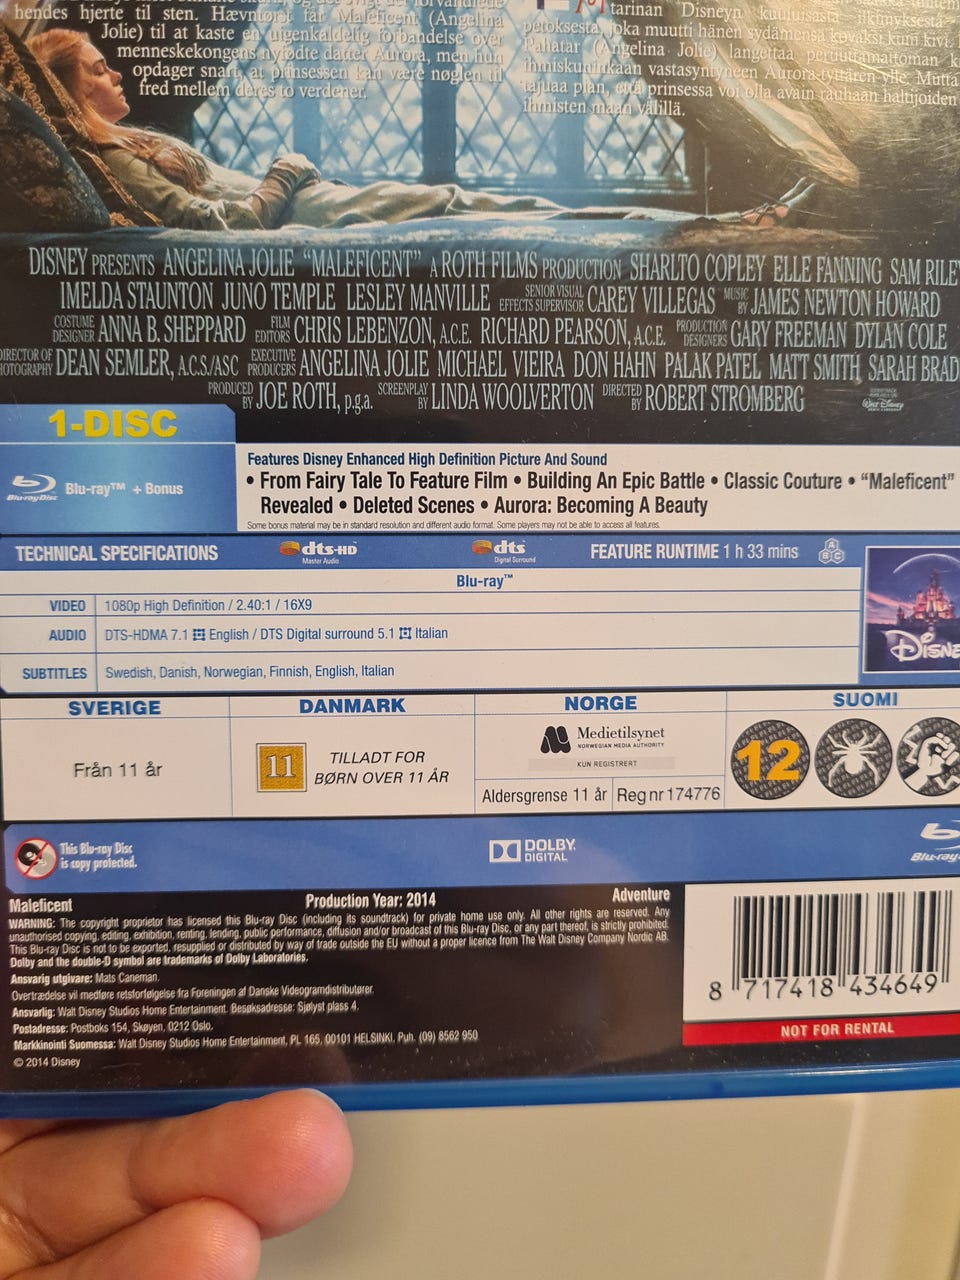 hendes hjerte til sten. Hævntørst får Maleficent (Angelina
Jolie) til at kaste en uigenkaldelig forbandelse over
menneskekongens nyfødte datter Aurora, men hun
opdager snart, at prinsessen kan være nøglen til
fred mellem deres to verdener.
tarinan Disneyn kuuluisasta
petoksesta, joka muutti hänen sydämensä kovaksi kuin kivi.
Pahatar (Angelina Jolie) langettaa peruuttamattoman
ihmiskuninkaan vastasyntyneen Aurora-tyttären ylle. Mutta
tajuaa pian, että prinsessa voi olla avain rauhaan haltijoiden
ihmisten maan välillä.
DISNEY PRESENTS ANGELINA JOLIE "MALEFICENT" A ROTH FILMS PRODUCTION SHARLTO COPLEY ELLE FANNING SAM RILEY
IMELDA STAUNTON JUNO TEMPLE LESLEY MANVILLE SENIOR VISUAL EFFECTS SUPERVISOR CAREY VILLEGAS MUSIC BY JAMES NEWTON HOWARD
COSTUME DESIGNER ANNA B. SHEPPARD FILM EDITORS CHRIS LEBENZON, A.C.E. RICHARD PEARSON, A.C.E. PRODUCTION DESIGNERS GARY FREEMAN DYLAN COLE
DIRECTOR OF PHOTOGRAPHY DEAN SEMLER, A.C.S/ASC EXECUTIVE PRODUCERS ANGELINA JOLIE MICHAEL VIEIRA DON HAHN PALAK PATEL MATT SMITH SARAH BRAD
PRODUCED BY JOE ROTH, p.g.a. SCREENPLAY BY LINDA WOOLVERTON DIRECTED BY ROBERT STROMBERG
Walt Disney
1-DISC
Blu-ray Disc Blu-ray™ + Bonus
Features Disney Enhanced High Definition Picture And Sound
• From Fairy Tale To Feature Film • Building An Epic Battle • Classic Couture • "Maleficent"
Revealed • Deleted Scenes • Aurora: Becoming A Beauty
Some bonus material may be in standard resolution and different audio format. Some players may not be able to access all features.
TECHNICAL SPECIFICATIONS dts-HD Master Audio dts Digital Surround FEATURE RUNTIME 1 h 33 mins A B C
Blu-ray™
VIDEO 1080p High Definition / 2.40:1 / 16X9
AUDIO DTS-HDMA 7.1 English / DTS Digital surround 5.1 Italian
SUBTITLES Swedish, Danish, Norwegian, Finnish, English, Italian
Disney
SVERIGE
Från 11 år
DANMARK
11 TILLADT FOR
BØRN OVER 11 ÅR
NORGE
Medietilsynet
NORWEGIAN MEDIA AUTHORITY
KUN REGISTRERT
Aldersgrense 11 år Reg nr 174776
SUOMI
12
This Blu-ray Disc
is copy protected.
DOLBY
DIGITAL
Blu-ray
Maleficent Production Year: 2014 Adventure
WARNING: The copyright proprietor has licensed this Blu-ray Disc (including its soundtrack) for private home use only. All other rights are reserved. Any
unauthorised copying, editing, exhibition, renting, lending, public performance, diffusion and/or broadcast of this Blu-ray Disc, or any part thereof, is strictly prohibited.
This Blu-ray Disc is not to be exported, resupplied or distributed by way of trade outside the EU without a proper licence from The Walt Disney Company Nordic AB.
Dolby and the double-D symbol are trademarks of Dolby Laboratories.
Ansvarig utgivare: Mats Caneman.
Overtrædelse vil medføre retsforfølgelse fra Foreningen af Danske Videogramdistributører.
Ansvarlig: Walt Disney Studios Home Entertainment. Besøksadresse: Sjølyst plass 4.
Postadresse: Postboks 154, Skøyen, 0212 Oslo.
Markkinointi Suomessa: Walt Disney Studios Home Entertainment, PL 165, 00101 HELSINKI, Puh. (09) 8562 950
© 2014 Disney
8 717418 434649
NOT FOR RENTAL